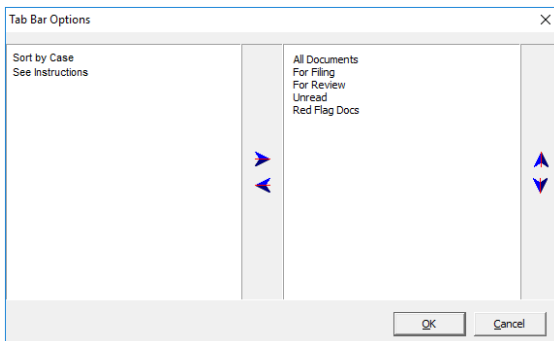 Tab Bar Options
Sort by Case
See Instructions
All Documents
For Filing
For Review
Unread
Red Flag Docs
OK
Cancel